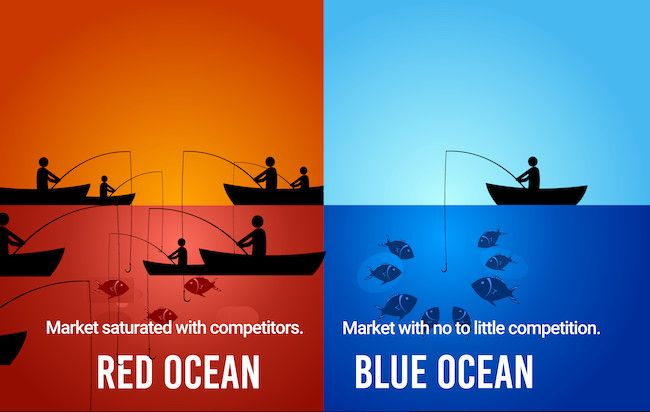 Market saturated with competitors.
RED OCEAN
Market with no to little competition.
BLUE OCEAN